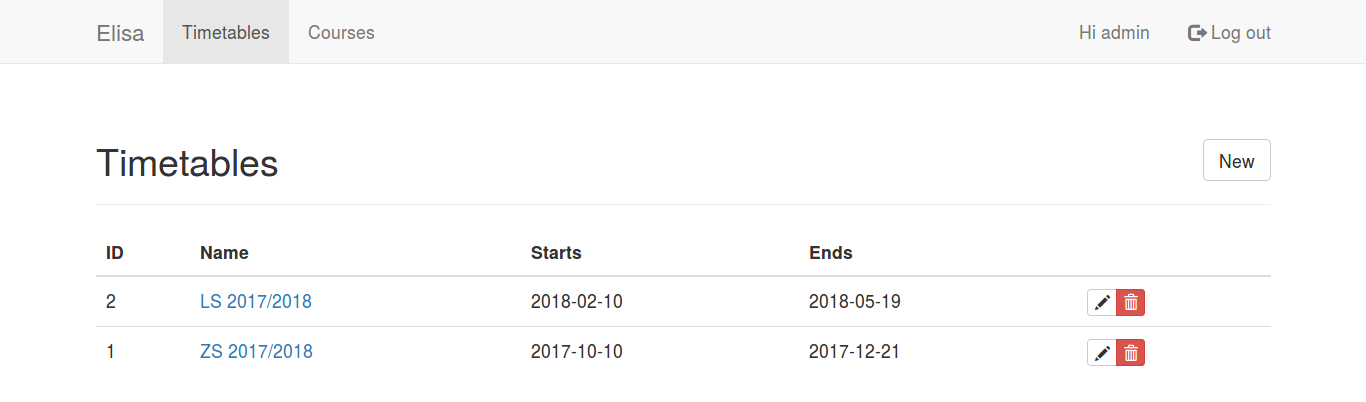 Elisa Timetables Courses Hi admin Log out
Timetables New
ID Name Starts Ends
2 LS 2017/2018 2018-02-10 2018-05-19
1 ZS 2017/2018 2017-10-10 2017-12-21